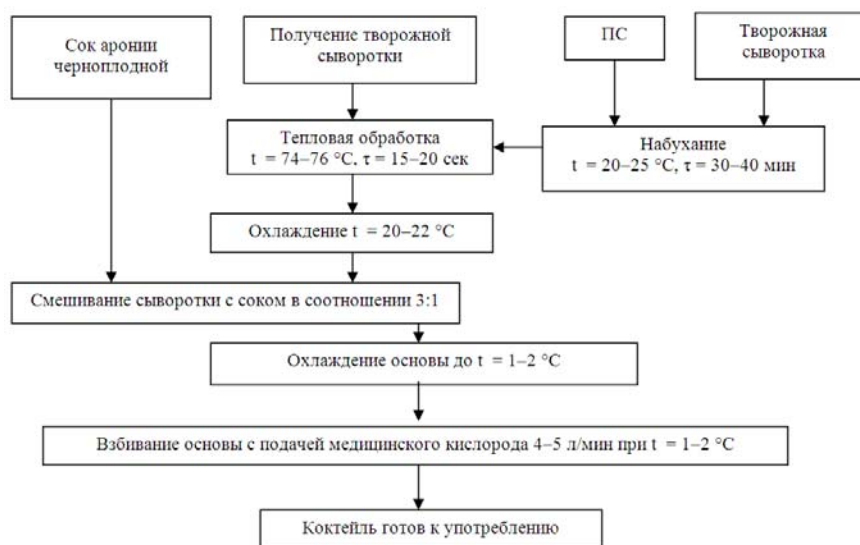 Сок аронии
черноплодной
Получение творожной
сыворотки
ПС
Творожная
сыворотка
Тепловая обработка
t = 74–76 °C, τ = 15–20 сек
Набухание
t = 20–25 °C, τ = 30–40 мин
Охлаждение t = 20–22 °C
Смешивание сыворотки с соком в соотношении 3:1
Охлаждение основы до t = 1–2 °C
Взбивание основы с подачей медицинского кислорода 4–5 л/мин при t = 1–2 °C
Коктейль готов к употреблению